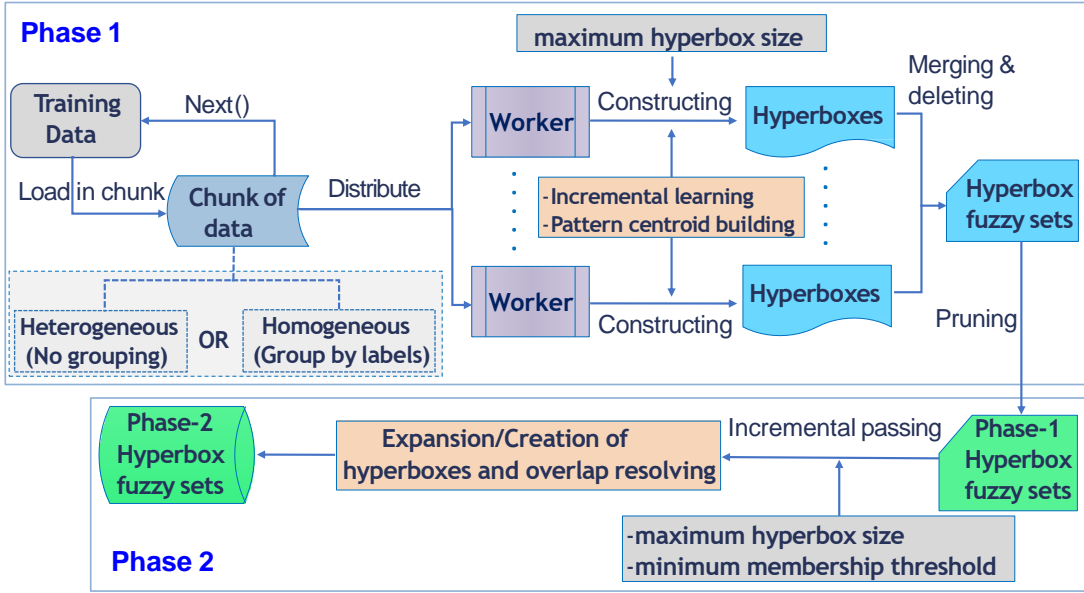 Phase 1
maximum hyperbox size
Merging &
deleting
Training
Data
Next()
Worker
Constructing
Hyperboxes
Load in chunk
Chunk of
data
Distribute
-Incremental learning
-Pattern centroid building
Hyperbox
fuzzy sets
Worker
Constructing
Hyperboxes
Heterogeneous
(No grouping)
OR
Homogeneous
(Group by labels)
Pruning
Phase-2
Hyperbox
fuzzy sets
Expansion/Creation of
hyperboxes and overlap resolving
Incremental passing
Phase-1
Hyperbox
fuzzy sets
-maximum hyperbox size
-minimum membership threshold
Phase 2